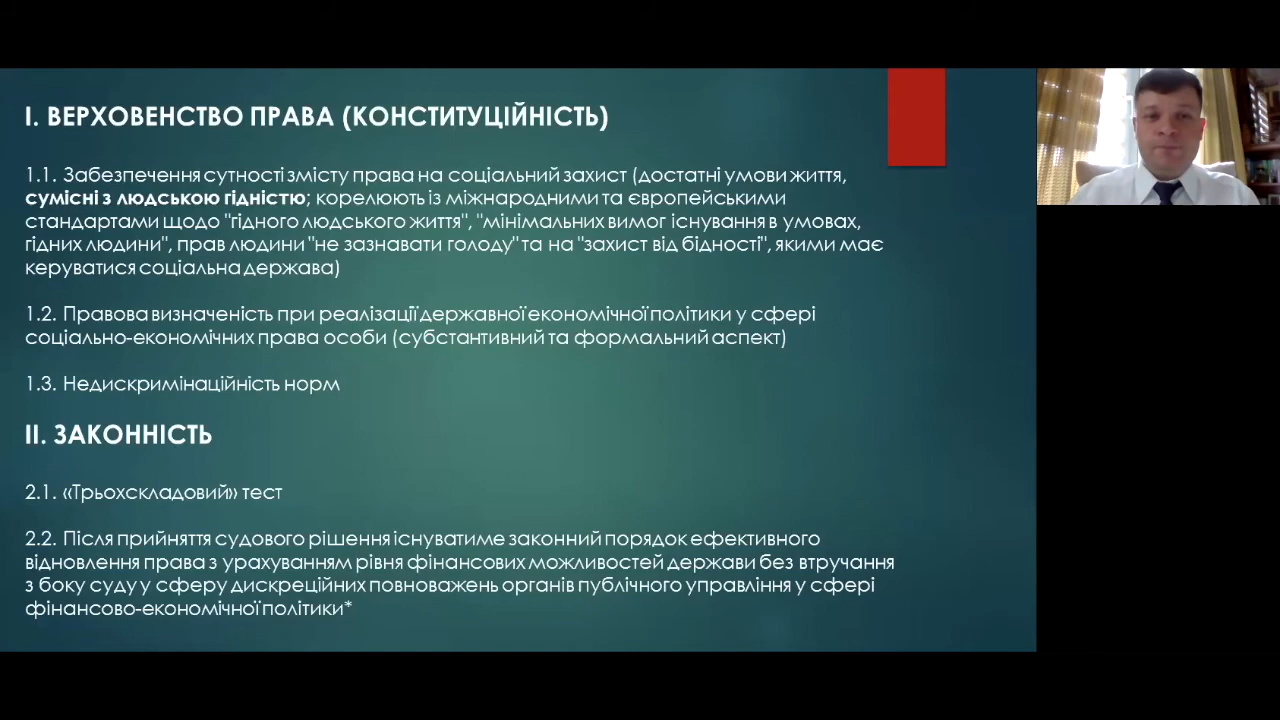 І. ВЕРХОВЕНСТВО ПРАВА (КОНСТИТУЦІЙНІСТЬ)
1.1. Забезпечення сутності змісту права на соціальний захист (достатні умови життя,
сумісні з людською гідністю; корелюють із міжнародними та європейськими
стандартами щодо "гідного людського життя", "мінімальних вимог існування в умовах,
гідних людини", прав людини "не зазнавати голоду" та на "захист від бідності", якими має
керуватися соціальна держава)
1.2. Правова визначеність при реалізації державної економічної політики у сфері
соціально-економічних права особи (субстантивний та формальний аспект)
1.3. Недискримінаційність норм
ІІ. ЗАКОННІСТЬ
2.1. «Трьохскладовий» тест
2.2. Після прийняття судового рішення існуватиме законний порядок ефективного
відновлення права з урахуванням рівня фінансових можливостей держави без втручання
з боку суду у сферу дискреційних повноважень органів публічного управління у сфері
фінансово-економічної політики*